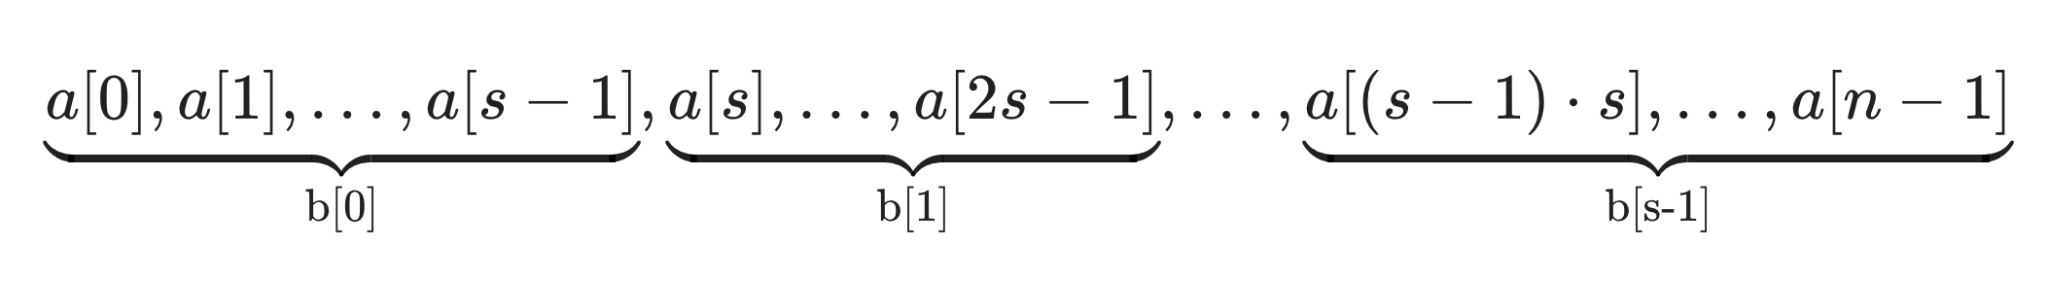 a[0], a[1], . . . , a[s − 1], a[s], . . . , a[2s − 1], . . . , a[(s − 1) · s], . . . , a[n − 1]
b[0] b[1] b[s-1]